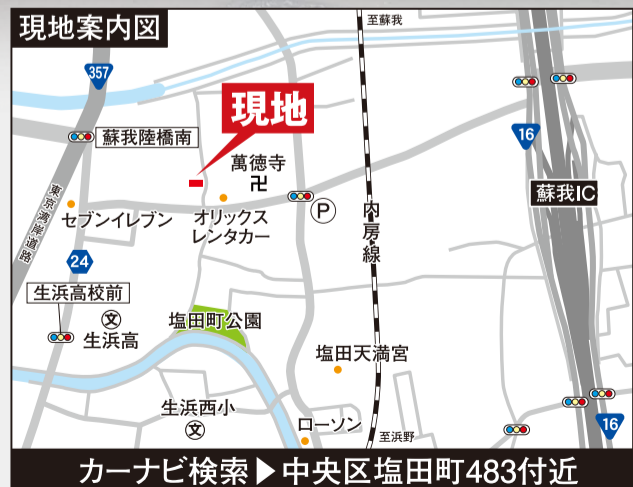 現地案内図
至蘇我
357
16
蘇我陸橋南
現地
萬徳寺
卍
蘇我IC
東京湾岸道路
セブンイレブン
オリックス
レンタカー
P
内房線
24
生浜高校前
文
生浜高
塩田町公園
塩田天満宮
生浜西小
文
ローソン
至浜野
16
カーナビ検索▶中央区塩田町483付近